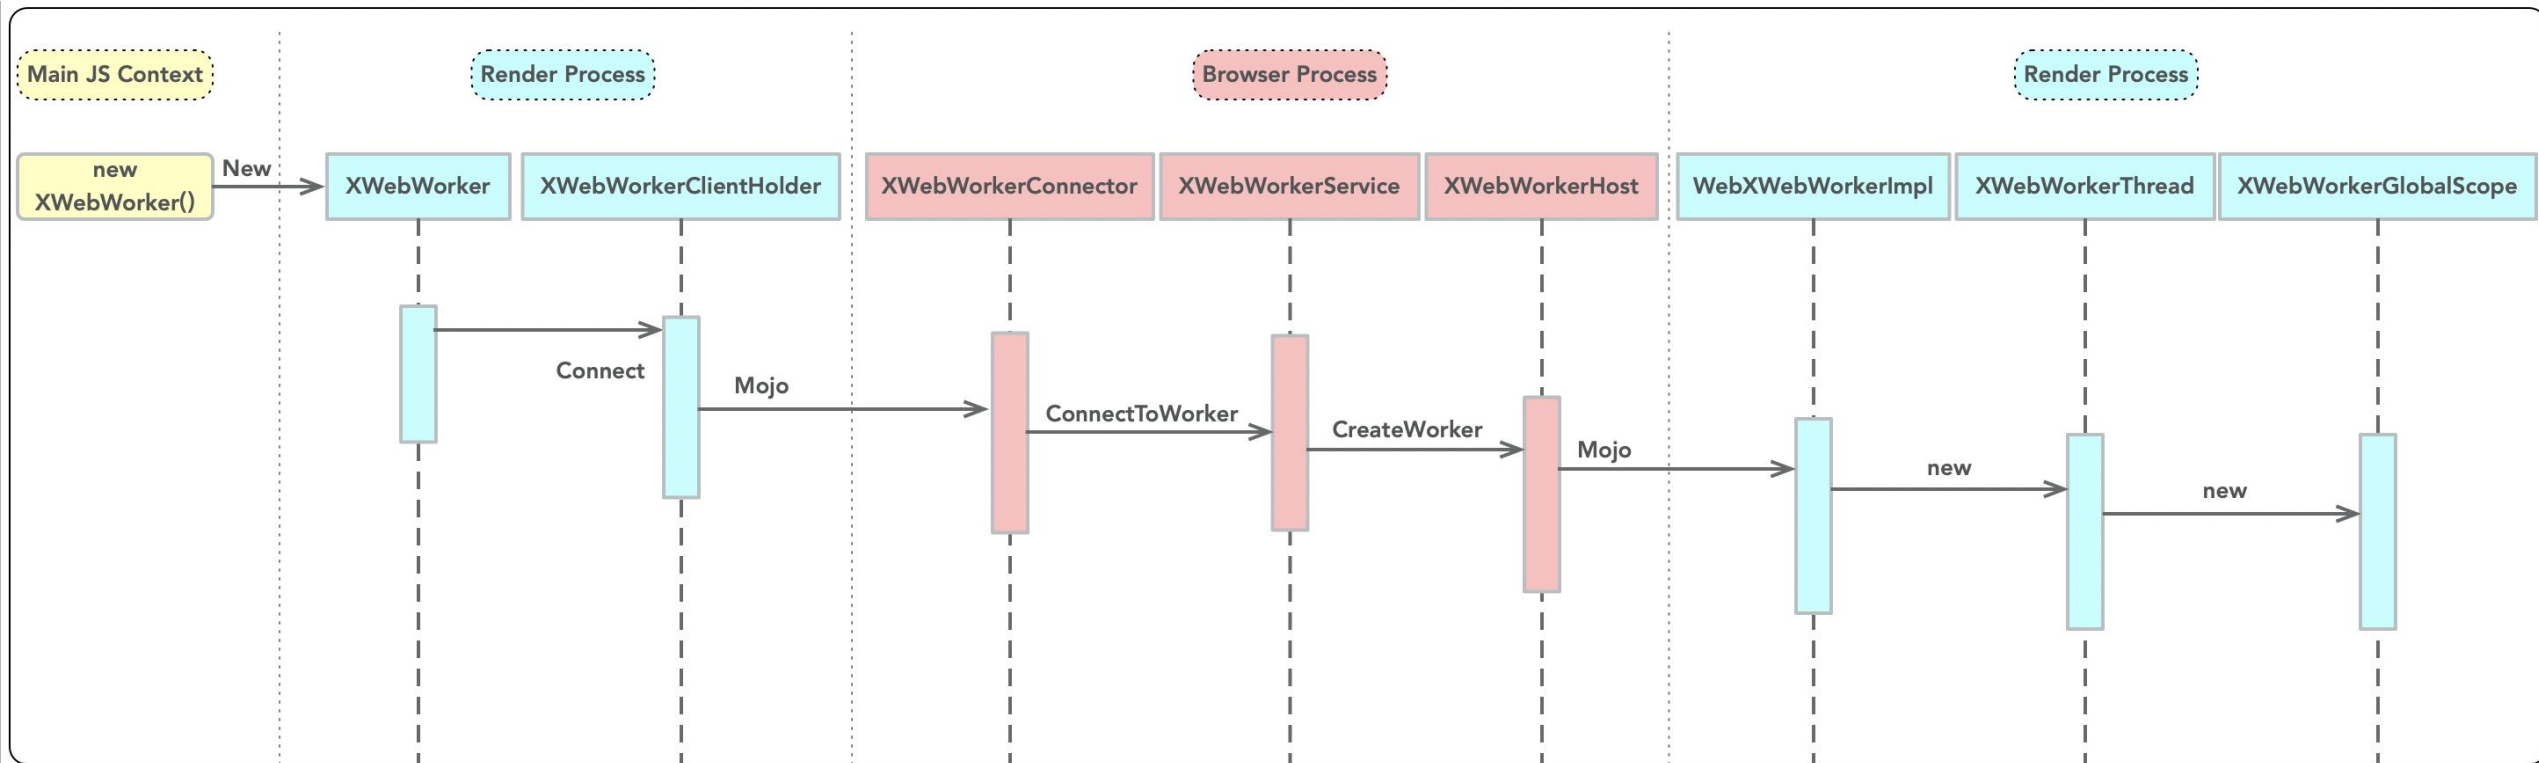 Main JS Context
Render Process
Browser Process
Render Process
new
XWebWorker()
New
XWebWorker
XWebWorkerClientHolder
XWebWorkerConnector
XWebWorkerService
XWebWorkerHost
WebXWebWorkerImpl
XWebWorkerThread
XWebWorkerGlobalScope
Connect
Mojo
ConnectToWorker
CreateWorker
Mojo
new
new